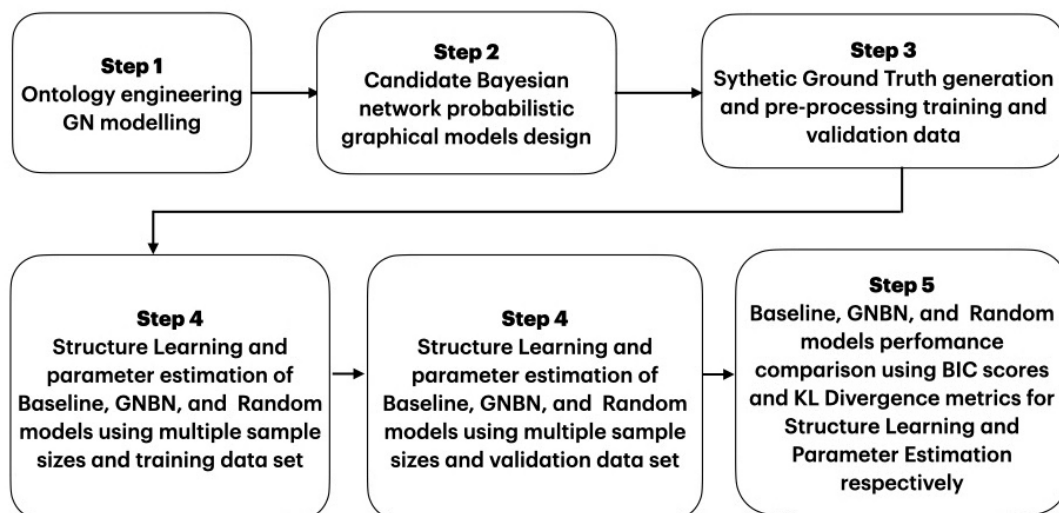 Step 1
Ontology engineering
GN modelling
Step 2
Candidate Bayesian
network probabilistic
graphical models design
Step 3
Sythetic Ground Truth generation
and pre-processing training and
validation data
Step 4
Structure Learning and
parameter estimation of
Baseline, GNBN, and Random
models using multiple sample
sizes and training data set
Step 4
Structure Learning and
parameter estimation of
Baseline, GNBN, and Random
models using multiple sample
sizes and validation data set
Step 5
Baseline, GNBN, and Random
models perfomance
comparison using BIC scores
and KL Divergence metrics for
Structure Learning and
Parameter Estimation
respectively